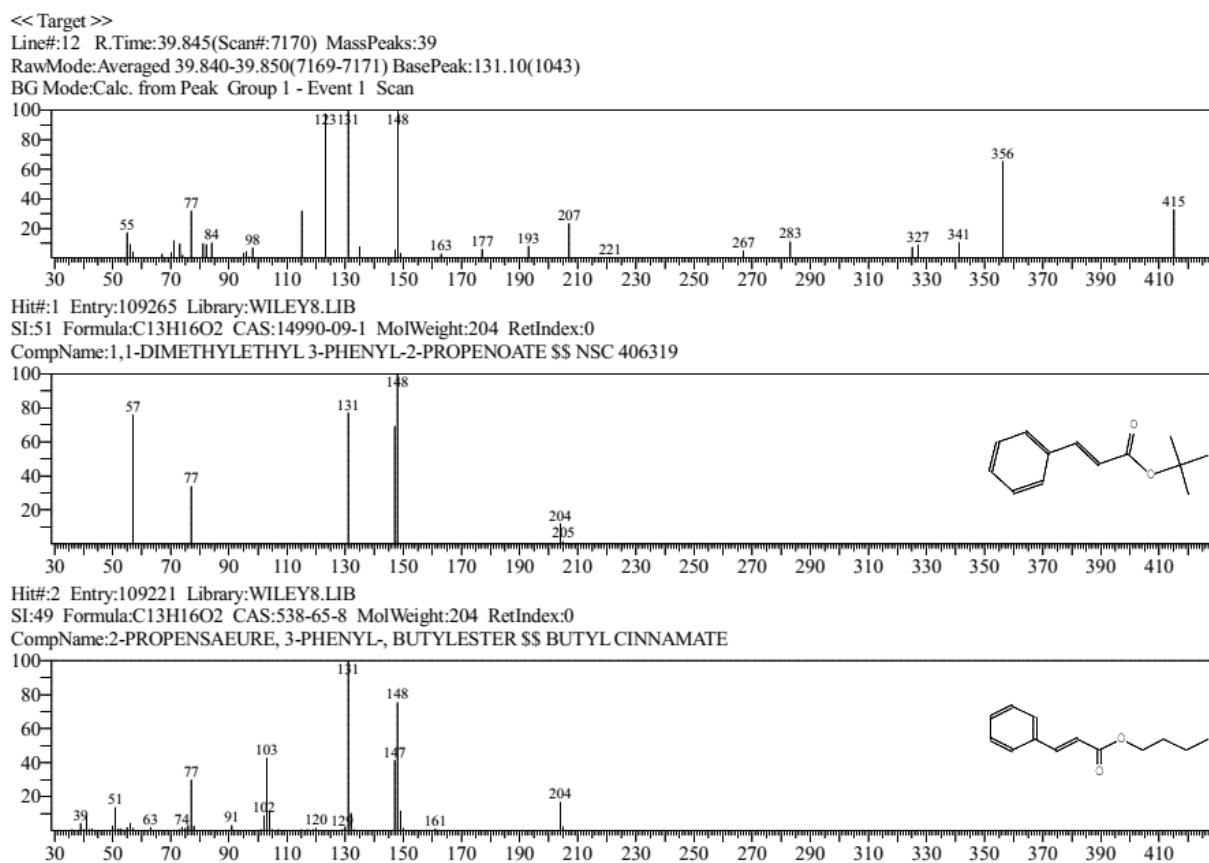 << Target >>
Line#:12 R.Time:39.845(Scan#:7170) MassPeaks:39
RawMode:Averaged 39.840-39.850(7169-7171) BasePeak:131.10(1043)
BG Mode:Calc. from Peak Group 1 - Event 1 Scan
100
80
60
40
20
55 77 84 98 123 131 148 163 177 193 207 221 267 283 327 341 356 415
30 50 70 90 110 130 150 170 190 210 230 250 270 290 310 330 350 370 390 410
Hit#:1 Entry:109265 Library:WILEY8.LIB
SI:51 Formula:C13H16O2 CAS:14990-09-1 MolWeight:204 RetIndex:0
CompName:1,1-DIMETHYLETHYL 3-PHENYL-2-PROPENOATE $$ NSC 406319
100
80
60
40
20
57 77 131 148 204 205
O
O
30 50 70 90 110 130 150 170 190 210 230 250 270 290 310 330 350 370 390 410
Hit#:2 Entry:109221 Library:WILEY8.LIB
SI:49 Formula:C13H16O2 CAS:538-65-8 MolWeight:204 RetIndex:0
CompName:2-PROPENSAEURE, 3-PHENYL-, BUTYLESTER $$ BUTYL CINNAMATE
100
80
60
40
20
39 51 63 74 77 91 102 103 120 129 131 147 148 161 204
O
O
30 50 70 90 110 130 150 170 190 210 230 250 270 290 310 330 350 370 390 410